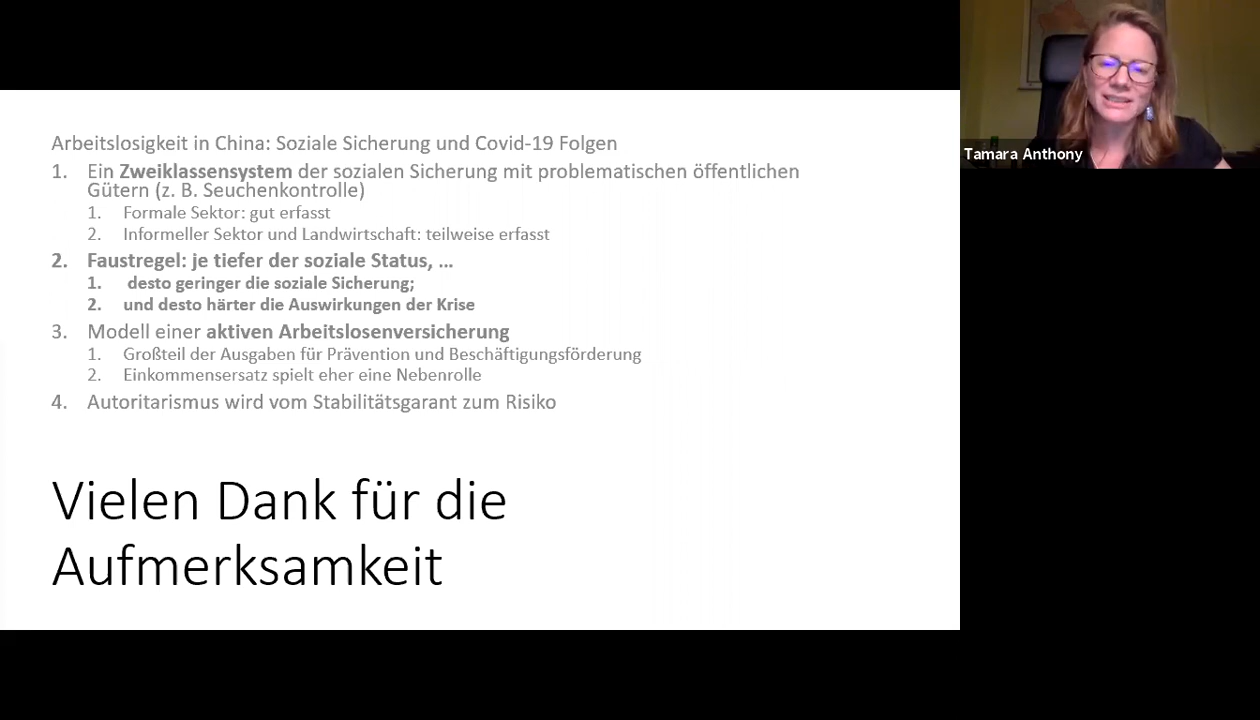 Arbeitslosigkeit in China: Soziale Sicherung und Covid-19 Folgen
1. Ein Zweiklassensystem der sozialen Sicherung mit problematischen öffentlichen
Gütern (z. B. Seuchenkontrolle)
1. Formale Sektor: gut erfasst
2. Informeller Sektor und Landwirtschaft: teilweise erfasst
2. Faustregel: je tiefer der soziale Status, …
1. desto geringer die soziale Sicherung;
2. und desto härter die Auswirkungen der Krise
3. Modell einer aktiven Arbeitslosenversicherung
1. Großteil der Ausgaben für Prävention und Beschäftigungsförderung
2. Einkommensersatz spielt eher eine Nebenrolle
4. Autoritarismus wird vom Stabilitätsgarant zum Risiko
Vielen Dank für die
Aufmerksamkeit
Tamara Anthony